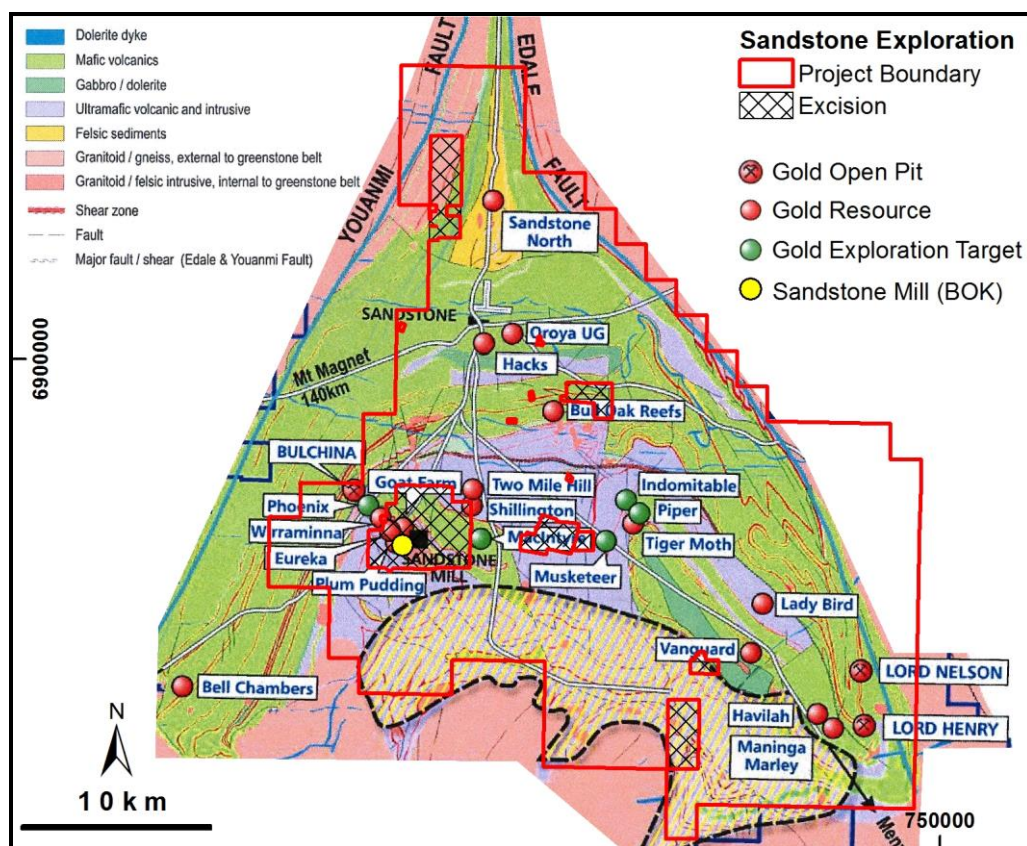 Dolerite dyke
Mafic volcanics
Gabbro / dolerite
Ultramafic volcanic and intrusive
Felsic sediments
Granitoid / gneiss, external to greenstone belt
Granitoid / felsic intrusive, internal to greenstone belt
Shear zone
Fault
Major fault / shear (Edale & Youanmi Fault)
Sandstone Exploration
Project Boundary
Excision
Gold Open Pit
Gold Resource
Gold Exploration Target
Sandstone Mill (BOK)
YOUANMI
FAULT
EDALE
FAULT
Sandstone
North
SANDSTONE
Oroya UG
Hacks
6900000
Mt Magnet
140km
Bull Oak Reefs
BULCHINA
Goat Farm
Two Mile Hill
Indomitable
Phoenix
Shillington
Piper
Wirraminna
MacIntyre
Tiger Moth
Eureka
SANDSTONE
MILL
Musketeer
Plum Pudding
Lady Bird
Vanguard
Bell Chambers
LORD NELSON
Havilah
LORD HENRY
Maninga
Marley
N
10km
750000